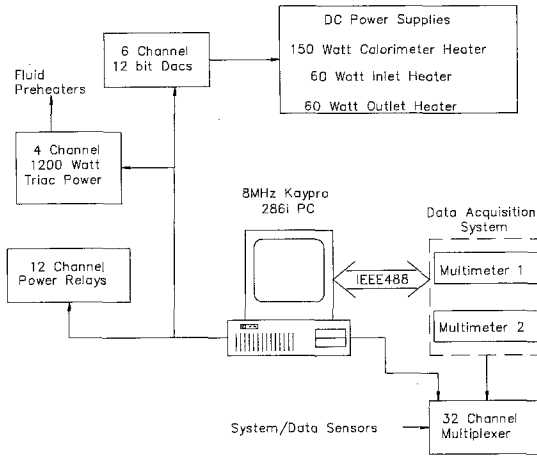 DC Power Supplies
150 Watt Calorimeter Heater
60 Watt Inlet Heater
60 Watt Outlet Heater
6 Channel
12 bit Dacs
Fluid
Preheaters
4 Channel
1200 Watt
Triac Power
8MHz Kaypro
286i PC
Data Acquisition
System
12 Channel
Power Relays
IEEE488
Multimeter 1
Multimeter 2
System/Data Sensors
32 Channel
Multiplexer